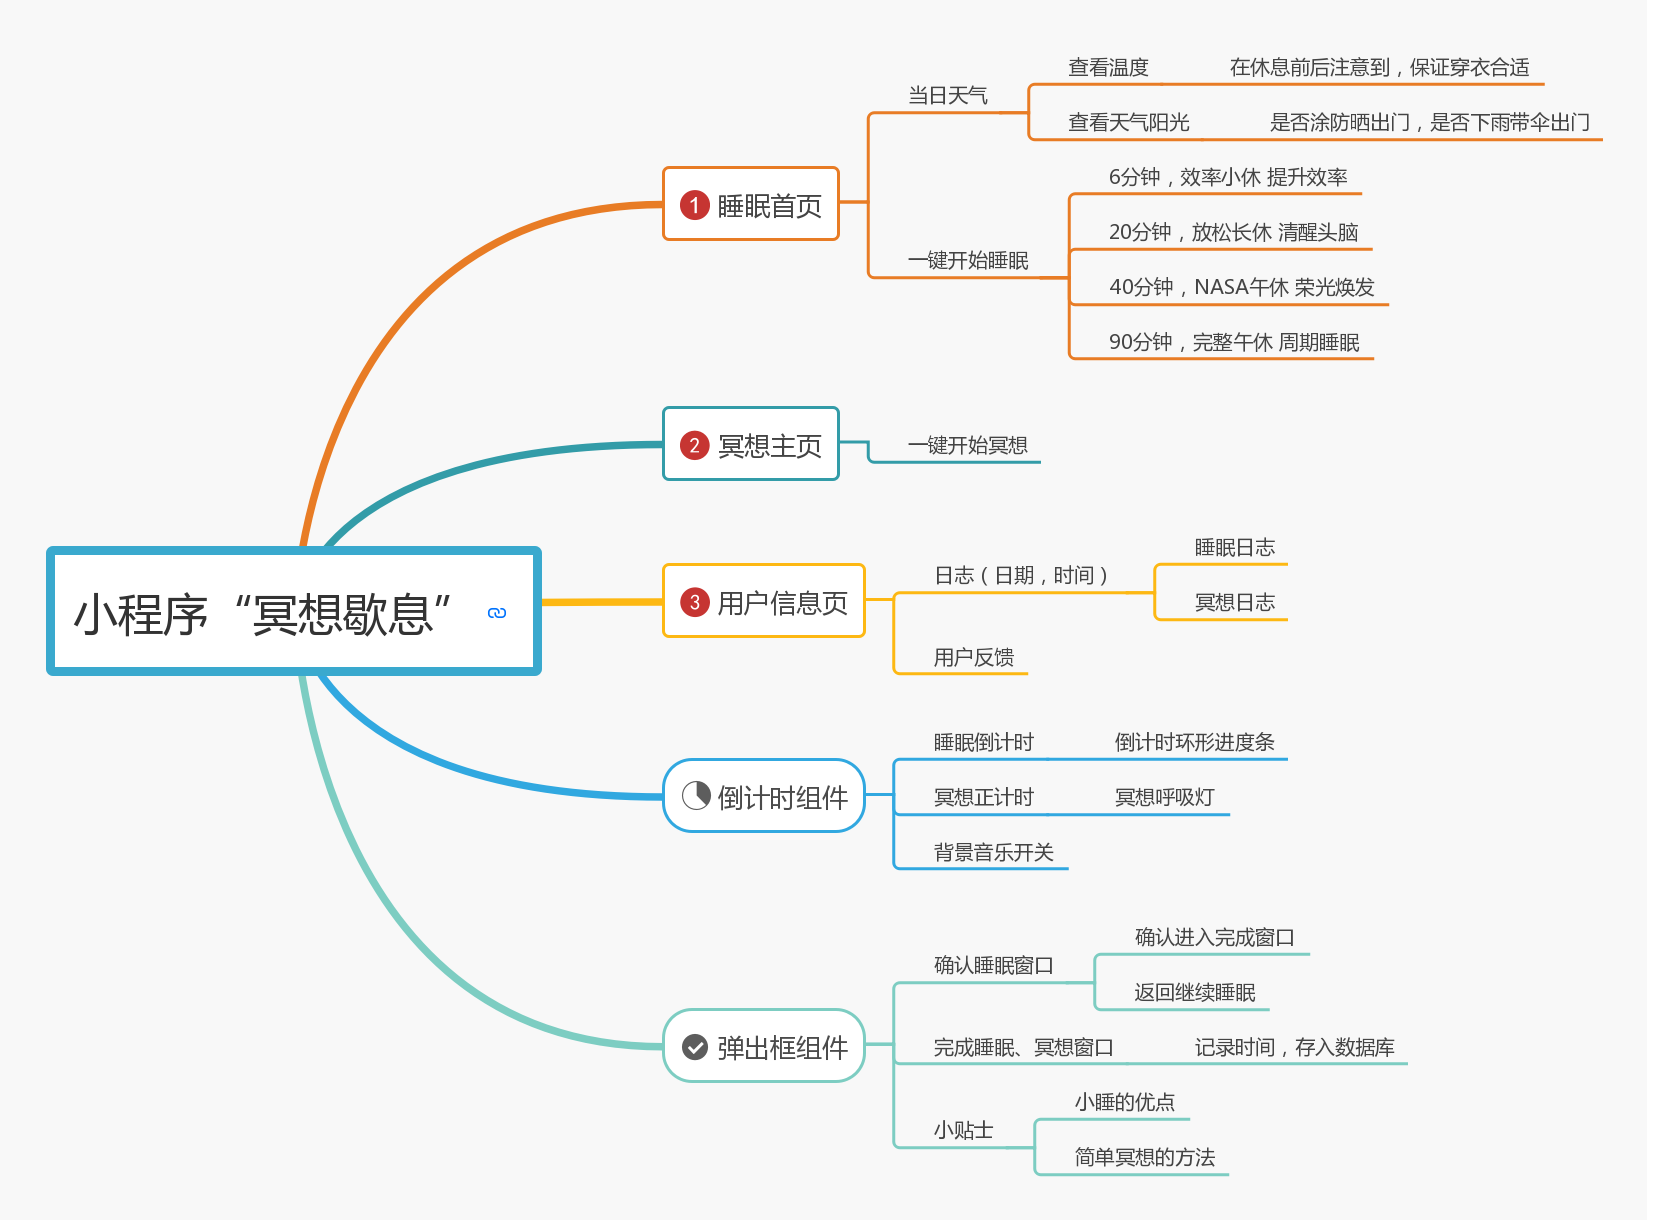 小程序“冥想歇息”
1 睡眠首页
当日天气
查看温度
在休息前后注意到，保证穿衣合适
查看天气阳光
是否涂防晒出门，是否下雨带伞出门
一键开始睡眠
6分钟，效率小休 提升效率
20分钟，放松长休 清醒头脑
40分钟，NASA午休 荣光焕发
90分钟，完整午休 周期睡眠
2 冥想主页
一键开始冥想
3 用户信息页
日志（日期，时间）
睡眠日志
冥想日志
用户反馈
倒计时组件
睡眠倒计时
倒计时环形进度条
冥想正计时
冥想呼吸灯
背景音乐开关
弹出框组件
确认睡眠窗口
确认进入完成窗口
返回继续睡眠
完成睡眠、冥想窗口
记录时间，存入数据库
小贴士
小睡的优点
简单冥想的方法